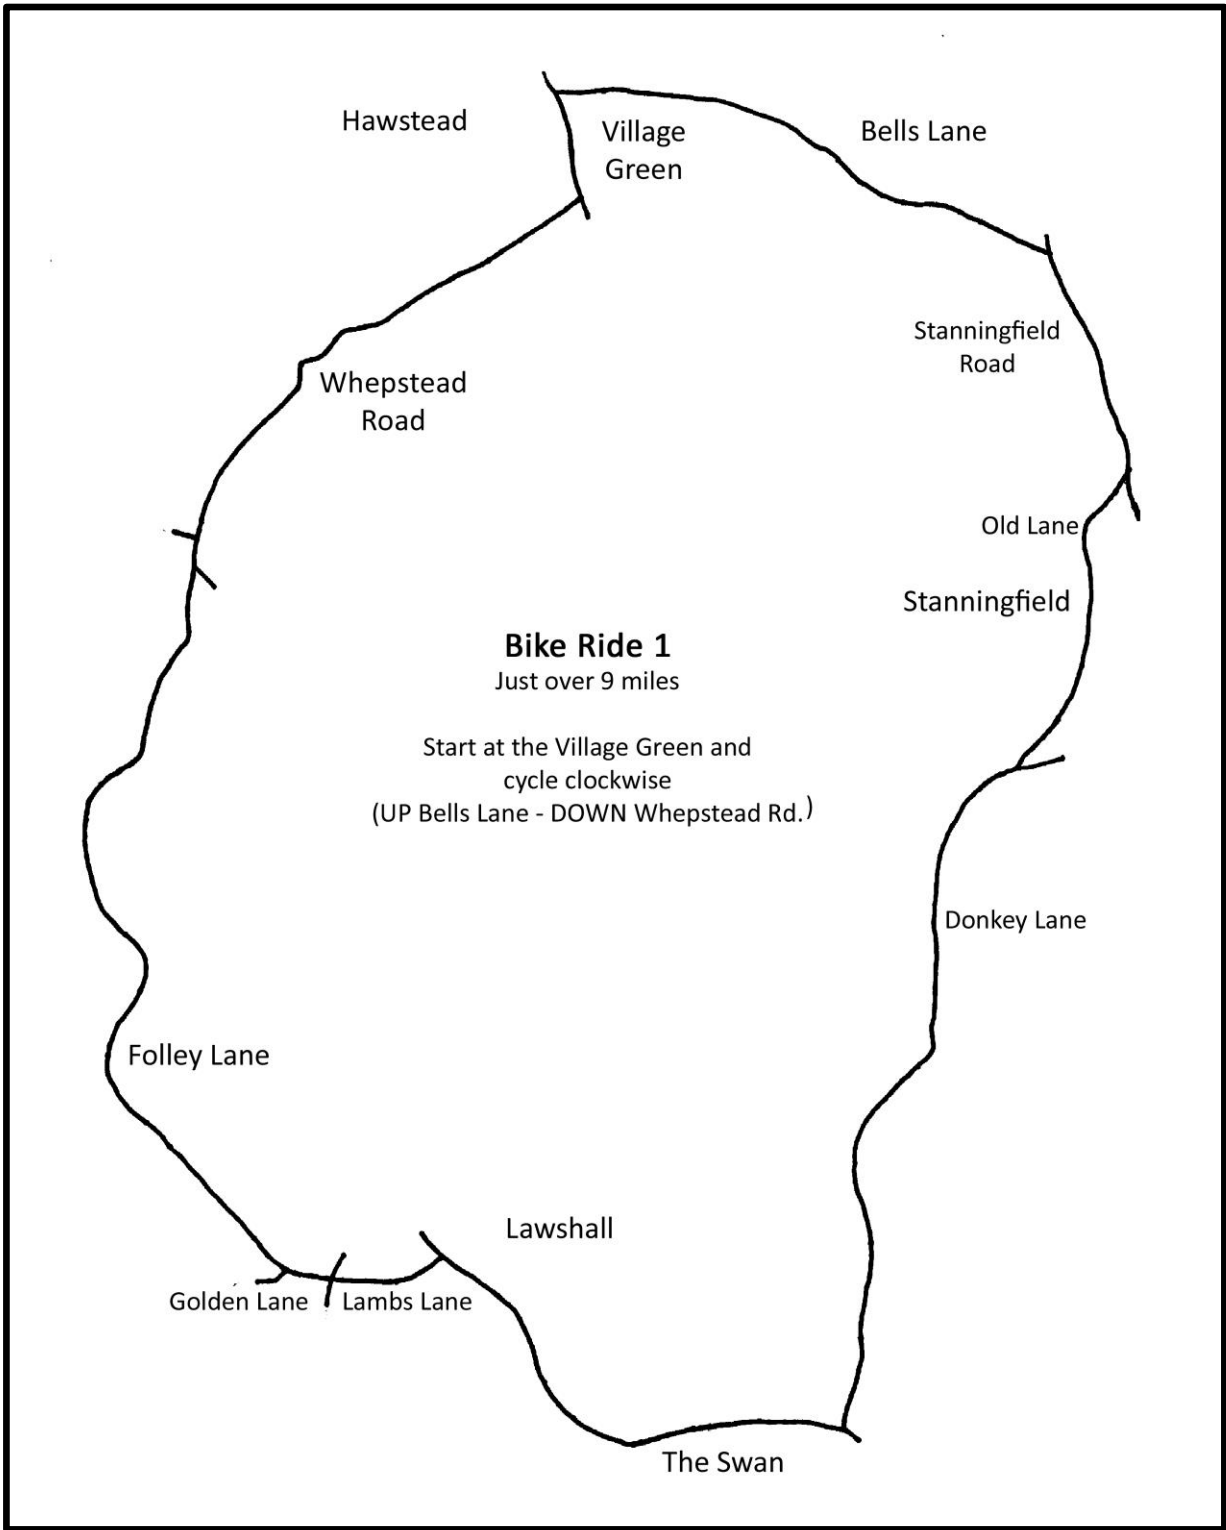 Hawstead
Village
Green
Bells Lane
Stanningfield
Road
Whepstead
Road
Old Lane
Stanningfield
Bike Ride 1
Just over 9 miles
Start at the Village Green and
cycle clockwise
(UP Bells Lane - DOWN Whepstead Rd.)
Donkey Lane
Folley Lane
Lawshall
Golden Lane
Lambs Lane
The Swan